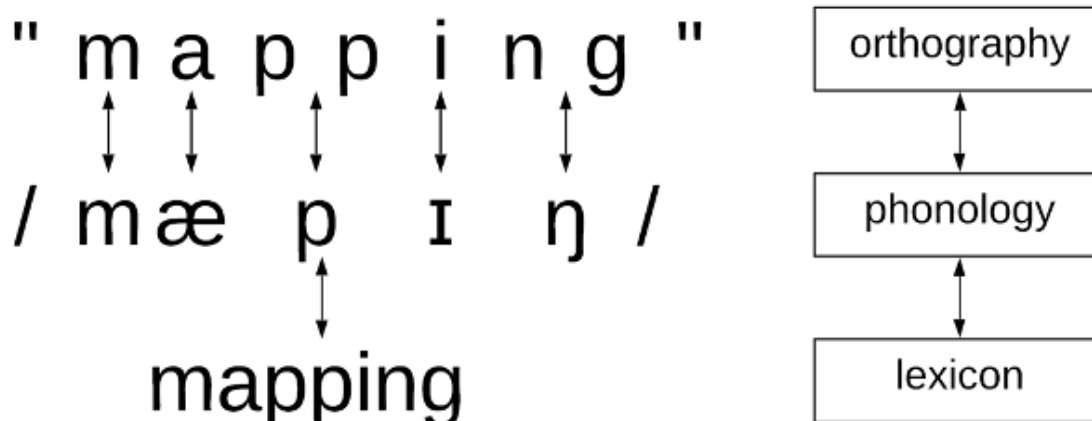 " m a p p i n g "
orthography
/ m æ p ɪ ŋ /
phonology
mapping
lexicon